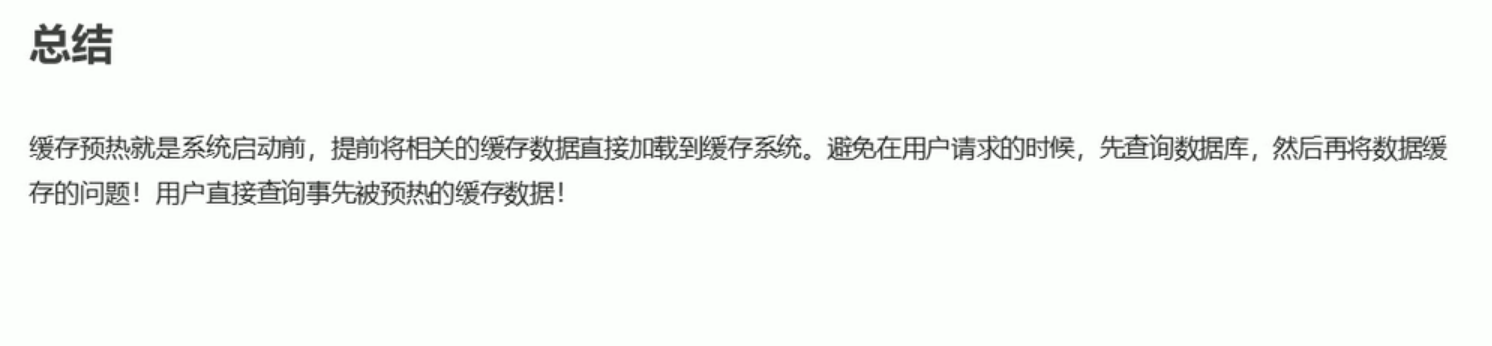 总结
缓存预热就是系统启动前，提前将相关的缓存数据直接加载到缓存系统。避免在用户请求的时候，先查询数据库，然后再将数据缓
存的问题！用户直接查询事先被预热的缓存数据！